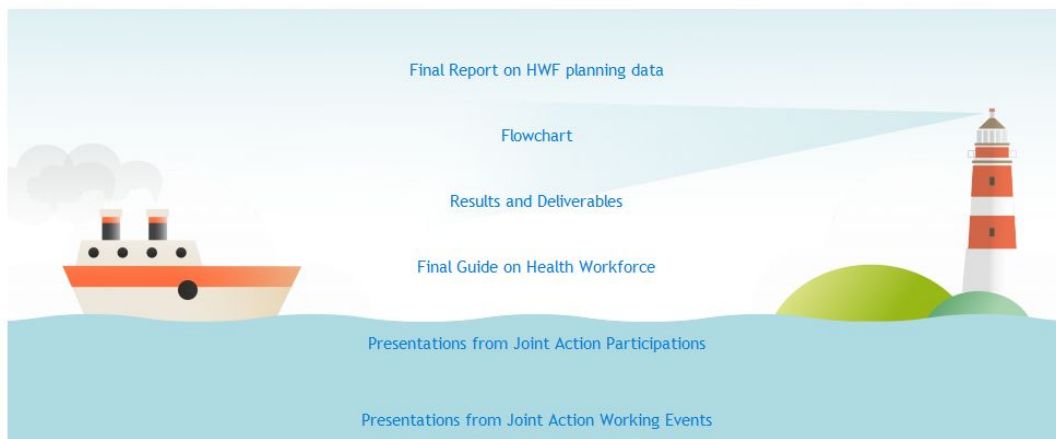 Final Report on HWF planning data
Flowchart
Results and Deliverables
Final Guide on Health Workforce
Presentations from Joint Action Participations
Presentations from Joint Action Working Events